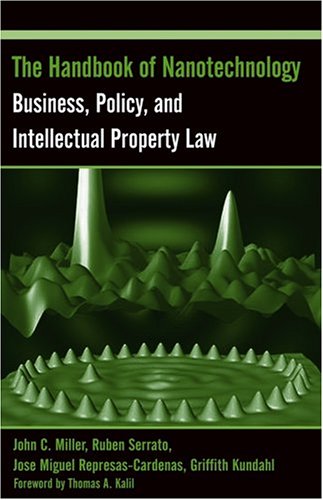 The Handbook of Nanotechnology
Business, Policy, and
Intellectual Property Law
John C. Miller, Ruben Serrato,
Jose Miguel Represas-Cardenas, Griffith Kundahl
Foreword by Thomas A. Kalil